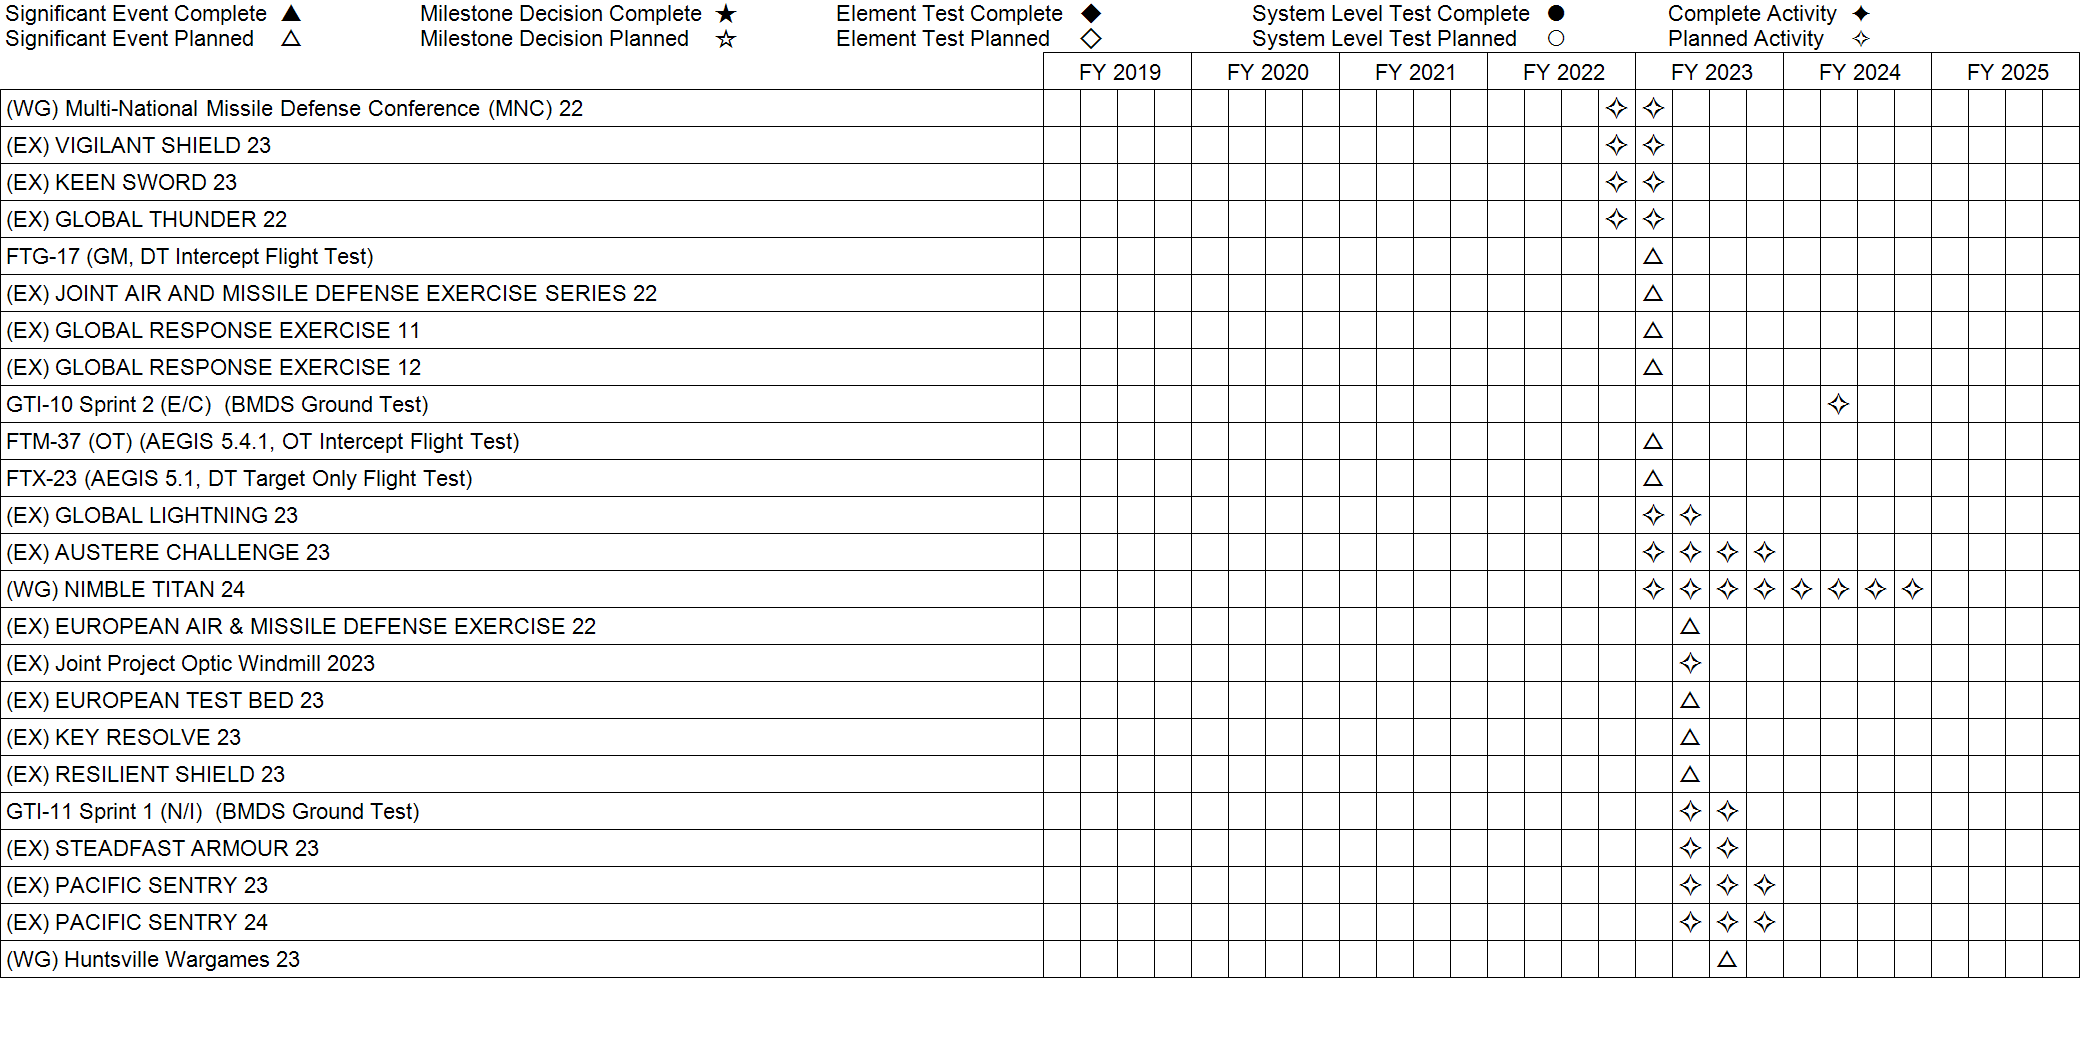 Significant Event Complete ▲ Milestone Decision Complete ★ Element Test Complete ◆ System Level Test Complete ● Complete Activity ✦
Significant Event Planned △ Milestone Decision Planned ☆ Element Test Planned ◇ System Level Test Planned ○ Planned Activity ✧
FY 2019 FY 2020 FY 2021 FY 2022 FY 2023 FY 2024 FY 2025
(WG) Multi-National Missile Defense Conference (MNC) 22 ✧ ✧
(EX) VIGILANT SHIELD 23 ✧ ✧
(EX) KEEN SWORD 23 ✧ ✧
(EX) GLOBAL THUNDER 22 ✧ ✧
FTG-17 (GM, DT Intercept Flight Test) △
(EX) JOINT AIR AND MISSILE DEFENSE EXERCISE SERIES 22 △
(EX) GLOBAL RESPONSE EXERCISE 11 △
(EX) GLOBAL RESPONSE EXERCISE 12 △
GTI-10 Sprint 2 (E/C)  (BMDS Ground Test) ✧
FTM-37 (OT) (AEGIS 5.4.1, OT Intercept Flight Test) △
FTX-23 (AEGIS 5.1, DT Target Only Flight Test) △
(EX) GLOBAL LIGHTNING 23 ✧ ✧
(EX) AUSTERE CHALLENGE 23 ✧ ✧ ✧ ✧
(WG) NIMBLE TITAN 24 ✧ ✧ ✧ ✧ ✧ ✧ ✧ ✧
(EX) EUROPEAN AIR & MISSILE DEFENSE EXERCISE 22 △
(EX) Joint Project Optic Windmill 2023 ✧
(EX) EUROPEAN TEST BED 23 △
(EX) KEY RESOLVE 23 △
(EX) RESILIENT SHIELD 23 △
GTI-11 Sprint 1 (N/I)  (BMDS Ground Test) ✧ ✧
(EX) STEADFAST ARMOUR 23 ✧ ✧
(EX) PACIFIC SENTRY 23 ✧ ✧ ✧
(EX) PACIFIC SENTRY 24 ✧ ✧ ✧
(WG) Huntsville Wargames 23 △